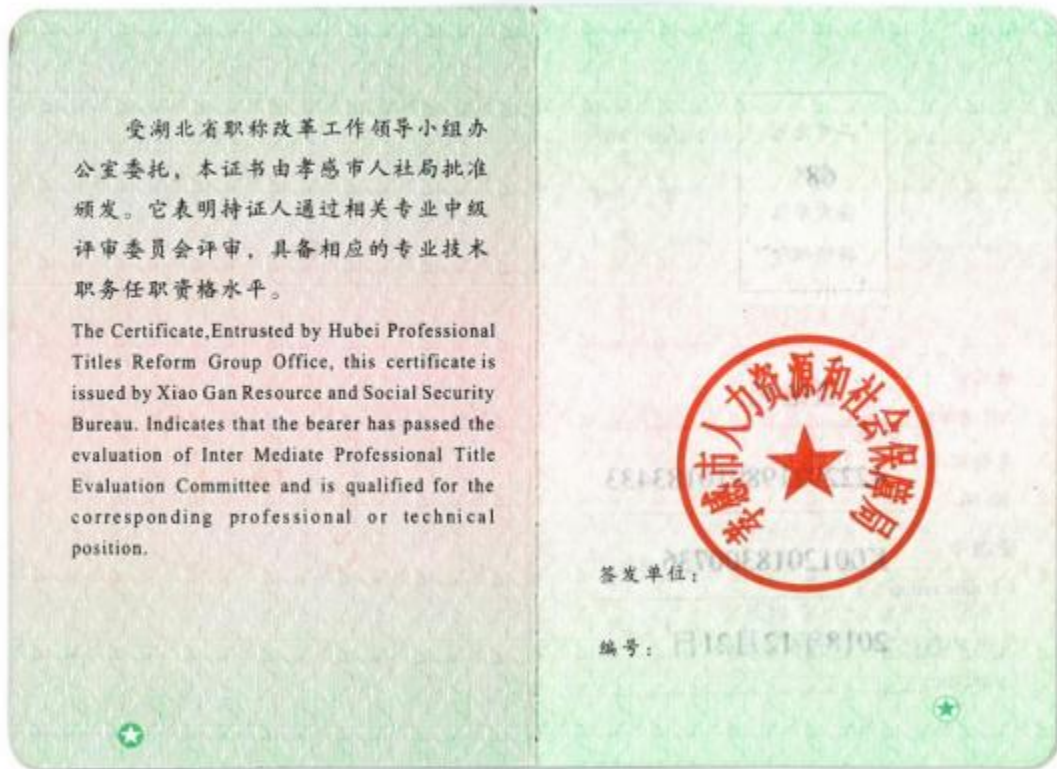 受湖北省职称改革工作领导小组办
公室委托，本证书由孝感市人社局批准
颁发。它表明持证人通过相关专业中级
评审委员会评审，具备相应的专业技术
职务任职资格水平。
The Certificate,Entrusted by Hubei Professional
Titles Reform Group Office, this certificate is
issued by Xiao Gan Resource and Social Security
Bureau. Indicates that the bearer has passed the
evaluation of Inter Mediate Professional Title
Evaluation Committee and is qualified for the
corresponding professional or technical
position.
孝感市人力资源和社会保障局
签发单位：
编号：
2018年12月21日